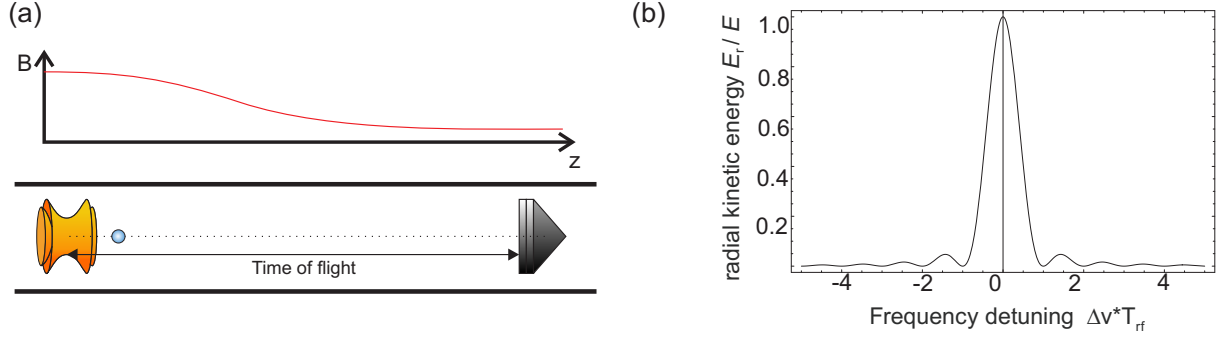 (a)
B
z
Time of flight
(b)
radial kinetic energy E_r / E
1.0
0.8
0.6
0.4
0.2
-4 -2 0 2 4
Frequency detuning Δν*T_rf